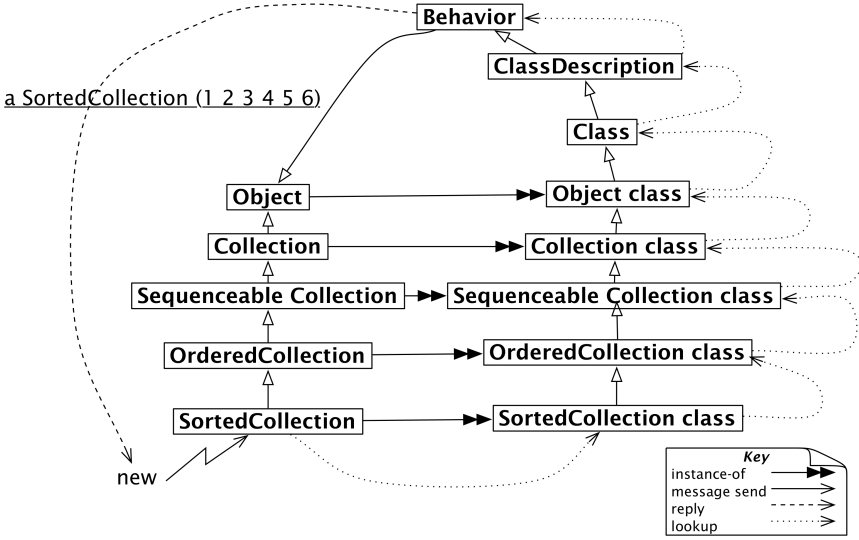 Behavior
ClassDescription
a SortedCollection (1 2 3 4 5 6)
Class
Object
Object class
Collection
Collection class
Sequenceable Collection
Sequenceable Collection class
OrderedCollection
OrderedCollection class
SortedCollection
SortedCollection class
new
Key
instance-of
message send
reply
lookup